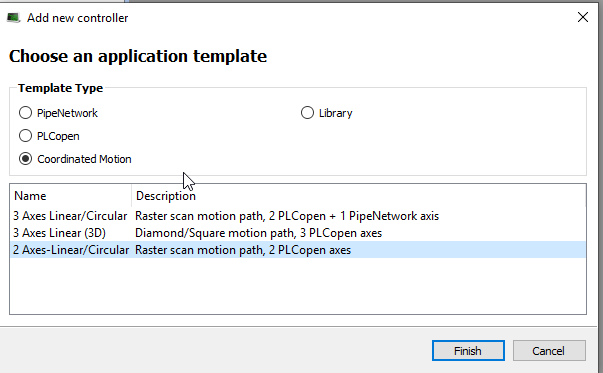 Add new controller
Choose an application template
Template Type
PipeNetwork
Library
PLCopen
Coordinated Motion
Name Description
3 Axes Linear/Circular Raster scan motion path, 2 PLCopen + 1 PipeNetwork axis
3 Axes Linear (3D) Diamond/Square motion path, 3 PLCopen axes
2 Axes-Linear/Circular Raster scan motion path, 2 PLCopen axes
Finish Cancel